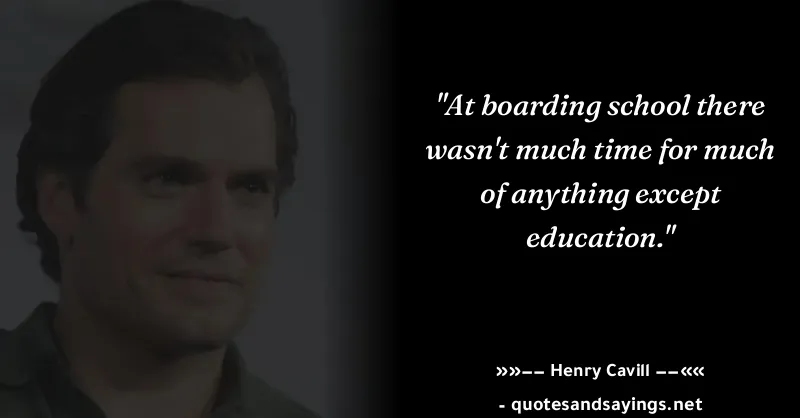 "At boarding school there
wasn't much time for much
of anything except
education."
»»−− Henry Cavill −−««
- quotesandsayings.net